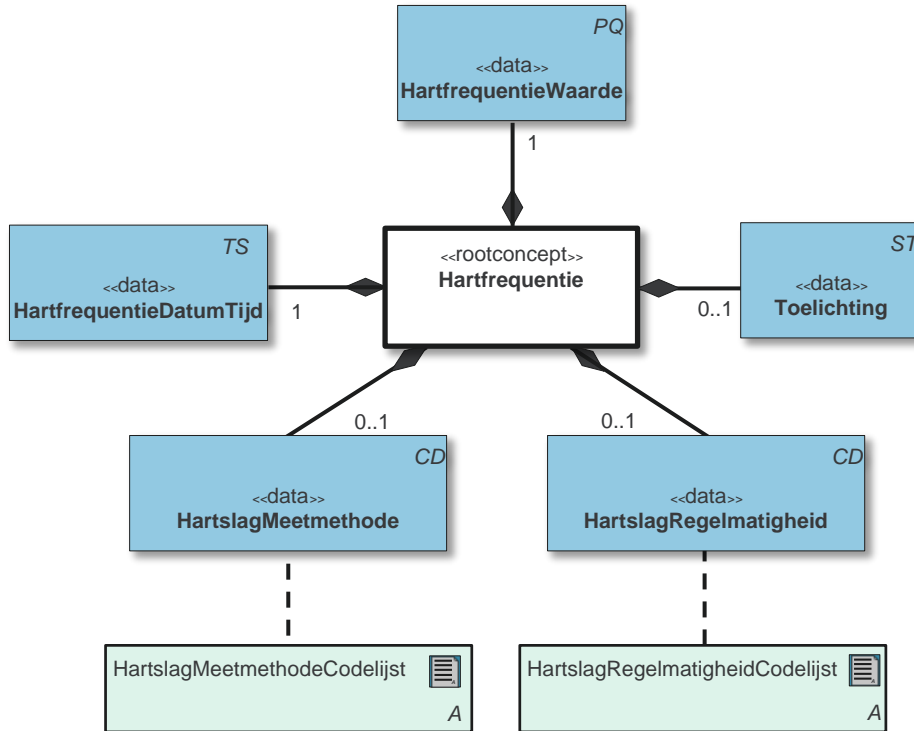 PQ
<<data>>
HartfrequentieWaarde
1
TS
<<data>>
HartfrequentieDatumTijd
1
<<rootconcept>>
Hartfrequentie
ST
<<data>>
Toelichting
0..1
0..1
0..1
CD
<<data>>
HartslagMeetmethode
CD
<<data>>
HartslagRegelmatigheid
HartslagMeetmethodeCodelijst
A
HartslagRegelmatigheidCodelijst
A